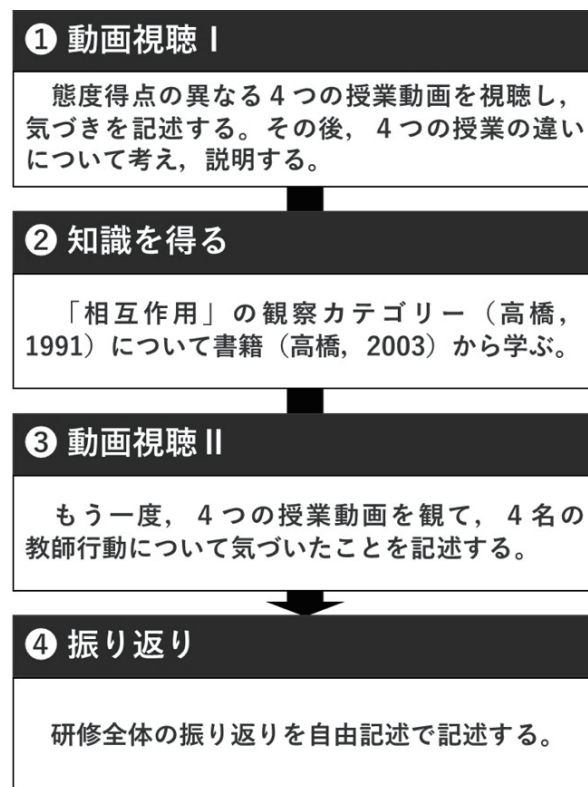 ❶ 動画視聴Ⅰ
態度得点の異なる4つの授業動画を視聴し，
気づきを記述する。その後，4つの授業の違い
について考え，説明する。
❷ 知識を得る
「相互作用」の観察カテゴリー（高橋，
1991）について書籍（高橋，2003）から学ぶ。
❸ 動画視聴Ⅱ
もう一度，4つの授業動画を観て，4名の
教師行動について気づいたことを記述する。
❹ 振り返り
研修全体の振り返りを自由記述で記述する。